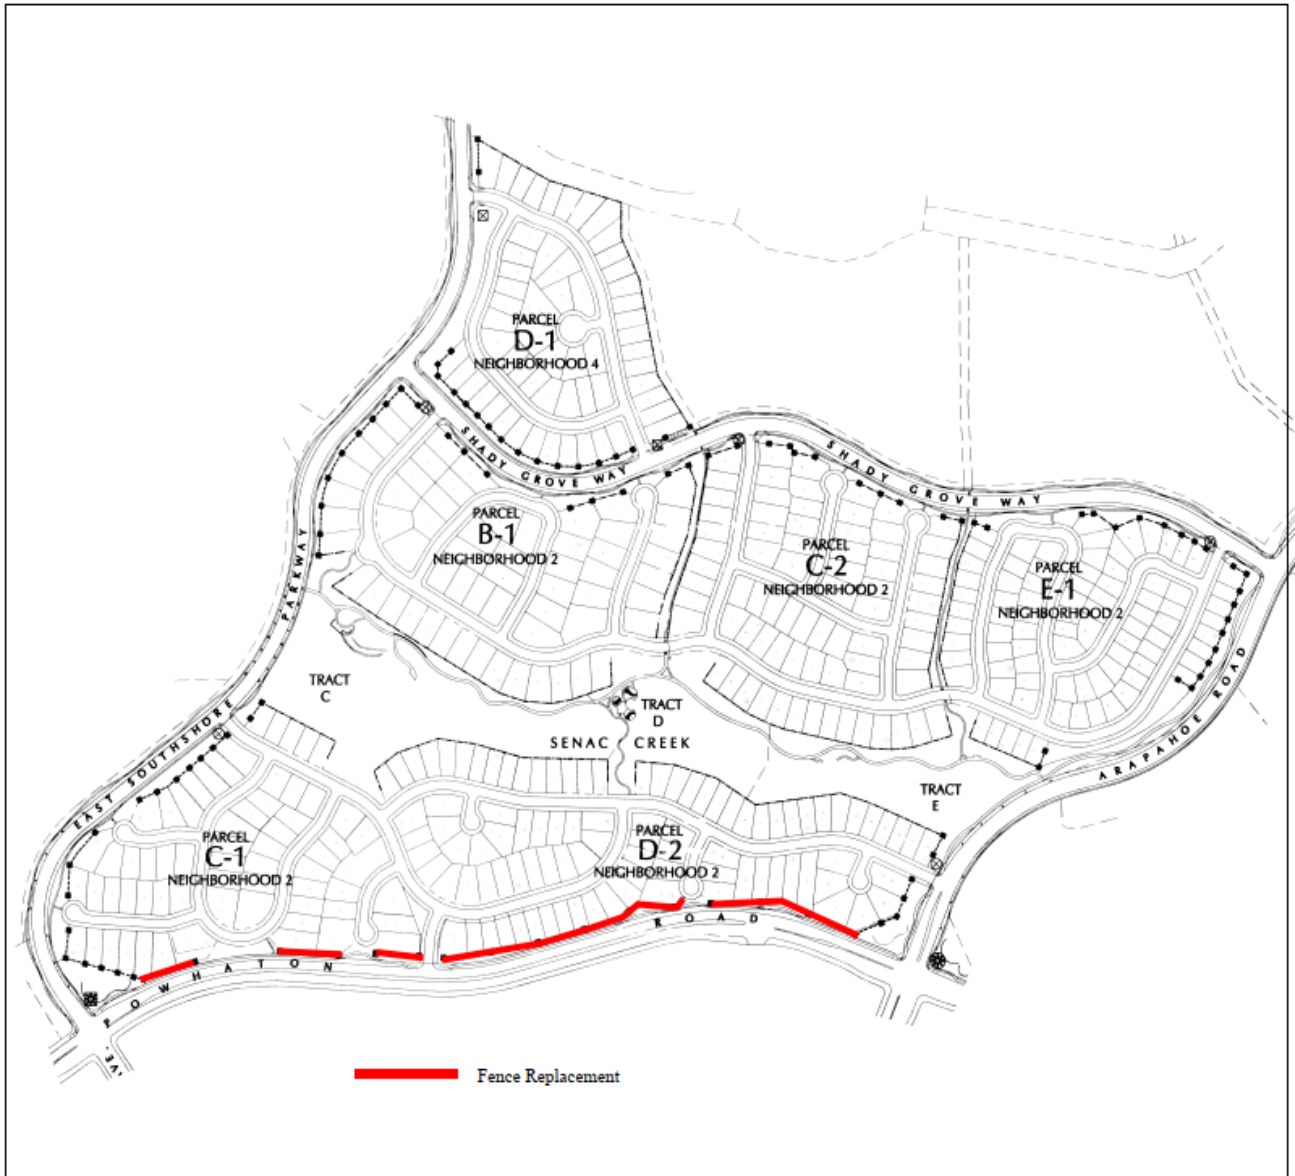 PARCEL
D-1
NEIGHBORHOOD 4
SHADY GROVE WAY
SHADY GROVE WAY
PARCEL
B-1
NEIGHBORHOOD 2
PARCEL
C-2
NEIGHBORHOOD 2
PARCEL
E-1
NEIGHBORHOOD 2
EAST SOUTHSHORE PARKWAY
TRACT
C
TRACT
D
SENAC CREEK
ARAPAHOE ROAD
TRACT
E
PARCEL
C-1
NEIGHBORHOOD 2
PARCEL
D-2
NEIGHBORHOOD 2
POWHATON ROAD
VE.
Fence Replacement